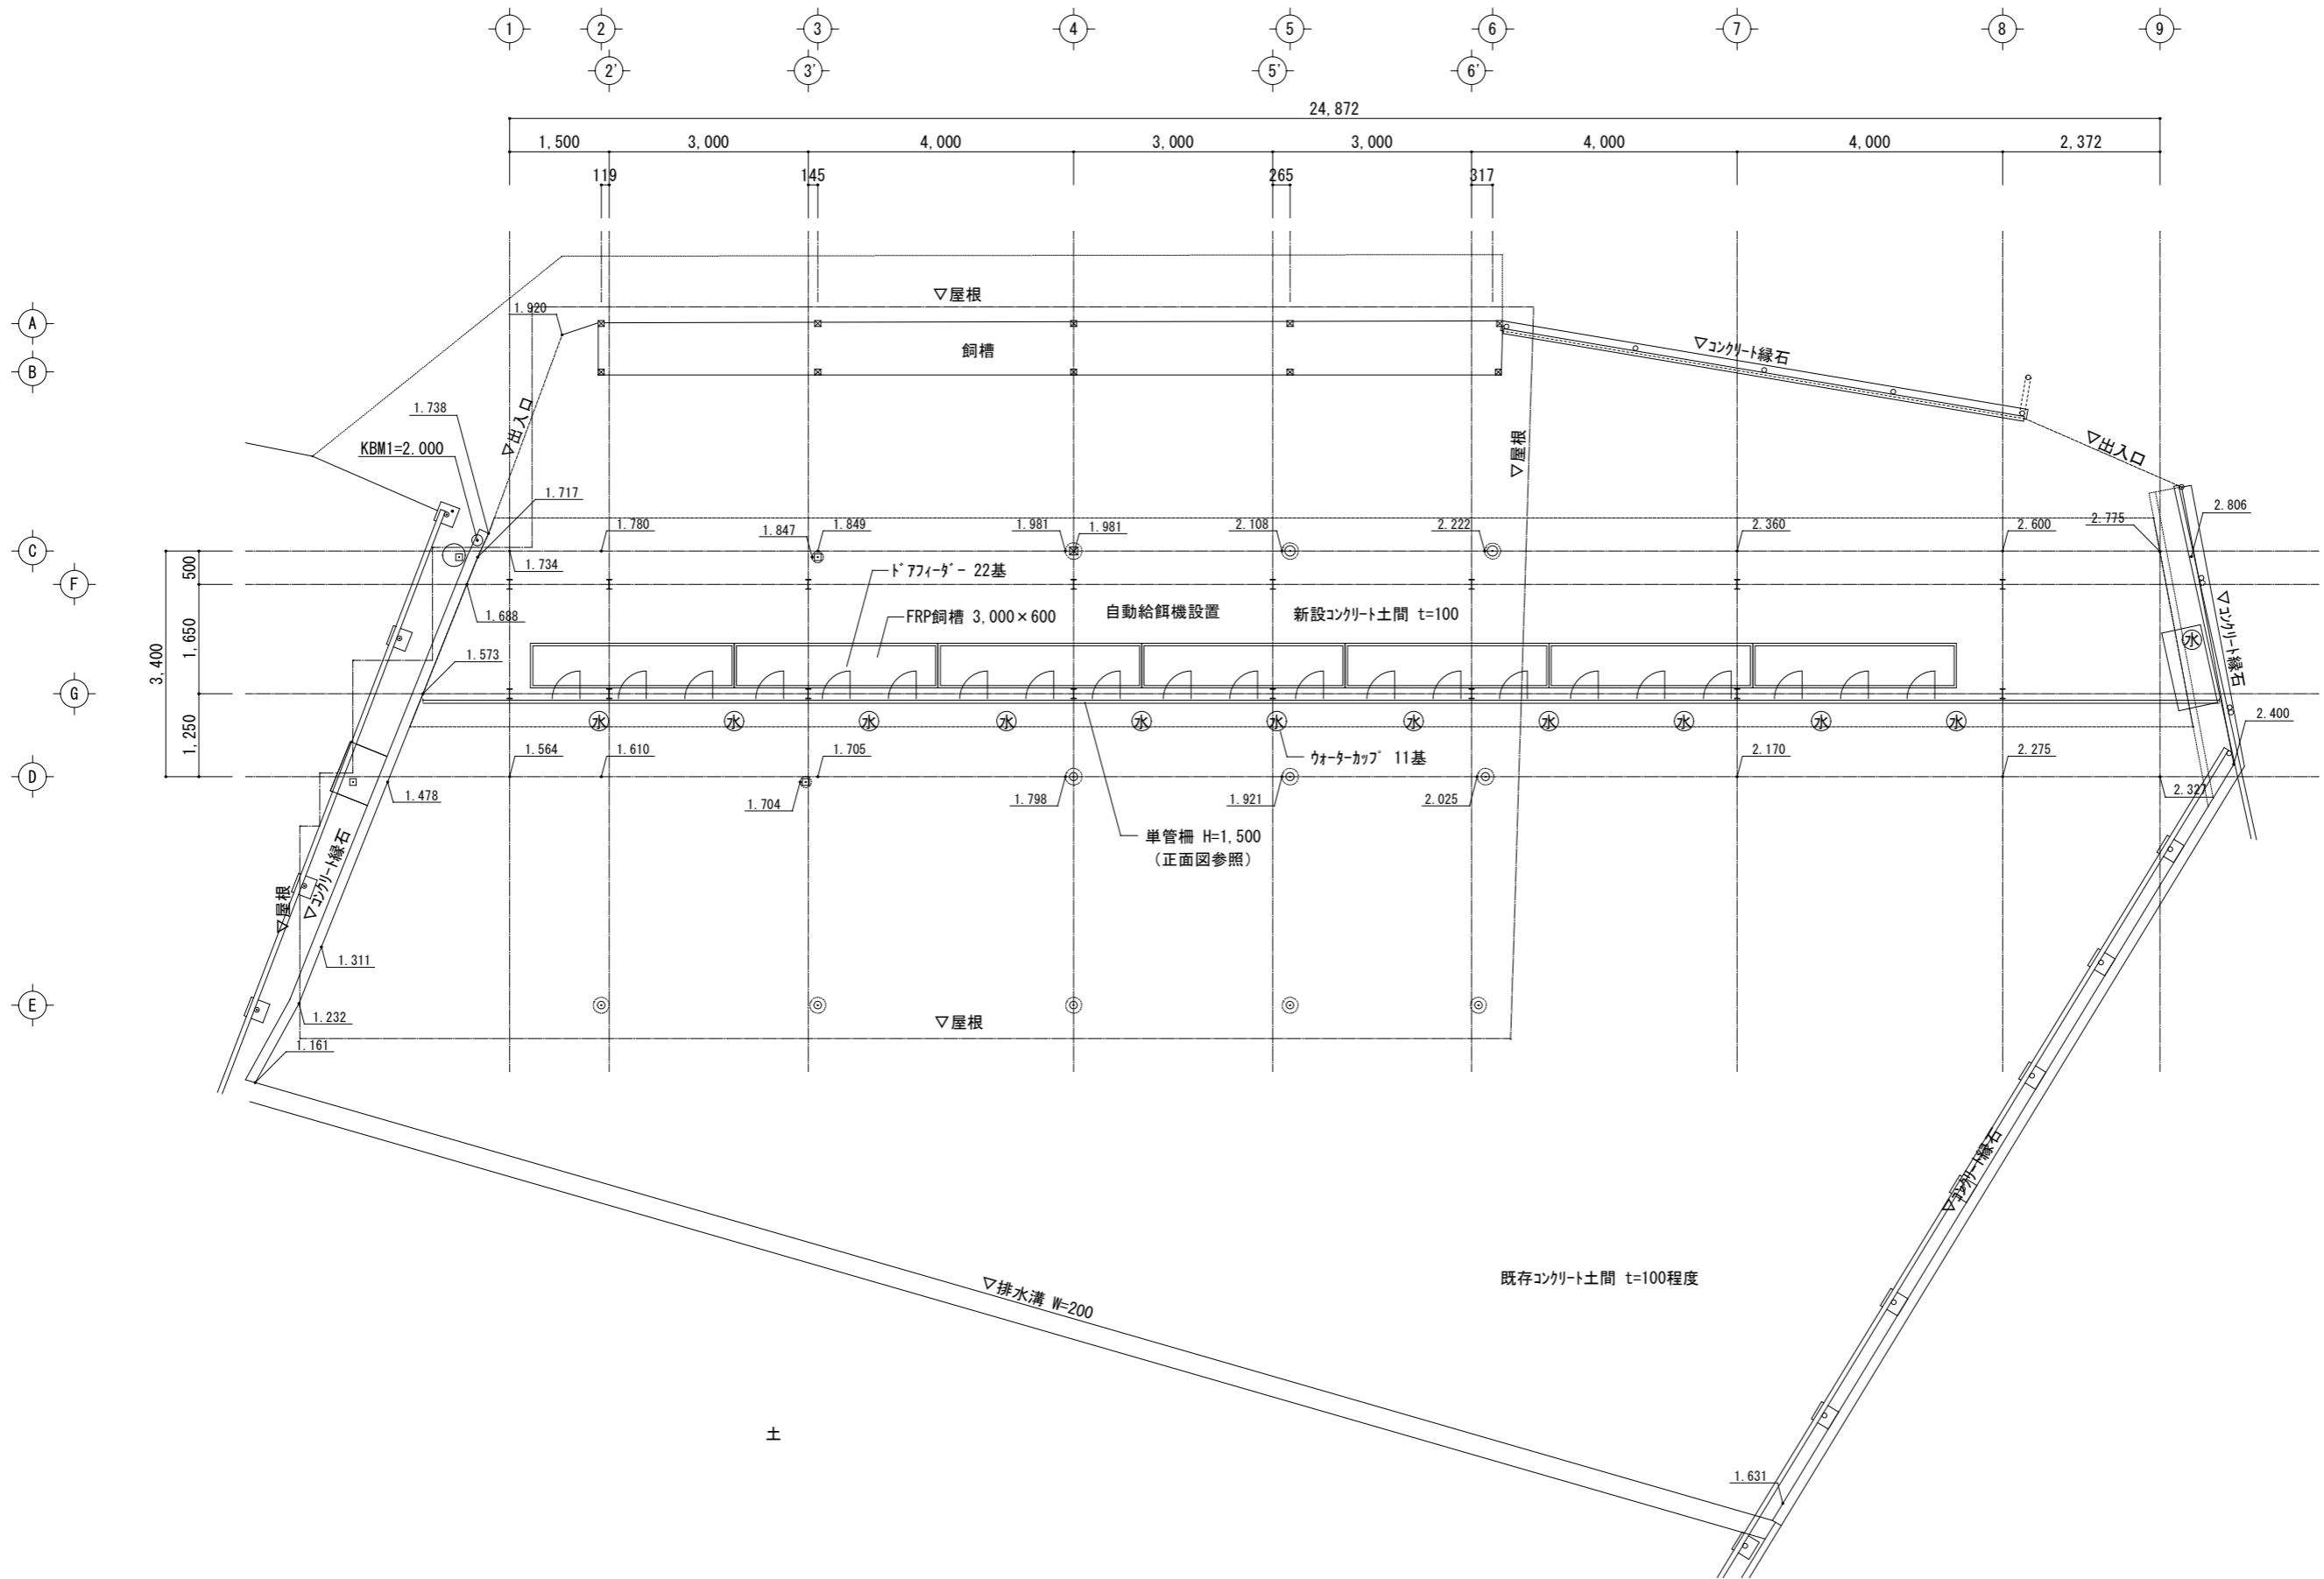 1 2 3 4 5 6 7 8 9
2' 3' 5' 6'
24,872
1,500 3,000 4,000 3,000 3,000 4,000 4,000 2,372
119 145 265 317
▽屋根
1.920
A
飼槽
▽コンクリート縁石
B
▽出入口
1.738
▽屋根
▽出入口
KBM1=2.000
1.717
2.806
1.780 1.847 1.849 1.981 1.981 2.108 2.222 2.360 2.600 2.775
C
1.734
500
ドアフィーダー 22基
F
FRP飼槽 3,000×600
自動給餌機設置
新設コンクリート土間 t=100
1.688
▽コンクリート縁石
水
1,650
3,400
1.573
G
水 水 水 水 水 水 水 水 水 水 水
2.400
1,250
1.564 1.610 1.705
ウォーターカップ 11基
2.170 2.275
D
1.478
1.704 1.798 1.921 2.025
2.327
単管柵 H=1,500
(正面図参照)
▽コンクリート縁石
▽屋根
1.311
E
1.232
▽屋根
1.161
▽コンクリート縁石
▽排水溝 W=200
既存コンクリート土間 t=100程度
土
1.631